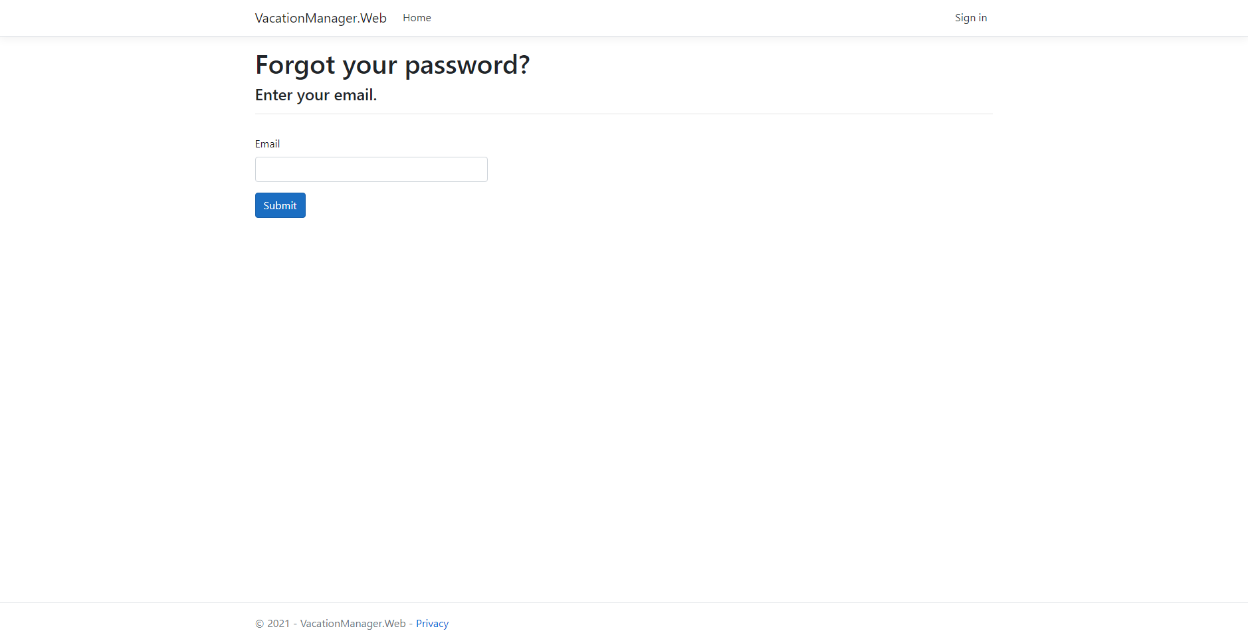 VacationManager.Web Home Sign in
Forgot your password?
Enter your email.
Email
Submit
© 2021 - VacationManager.Web - Privacy